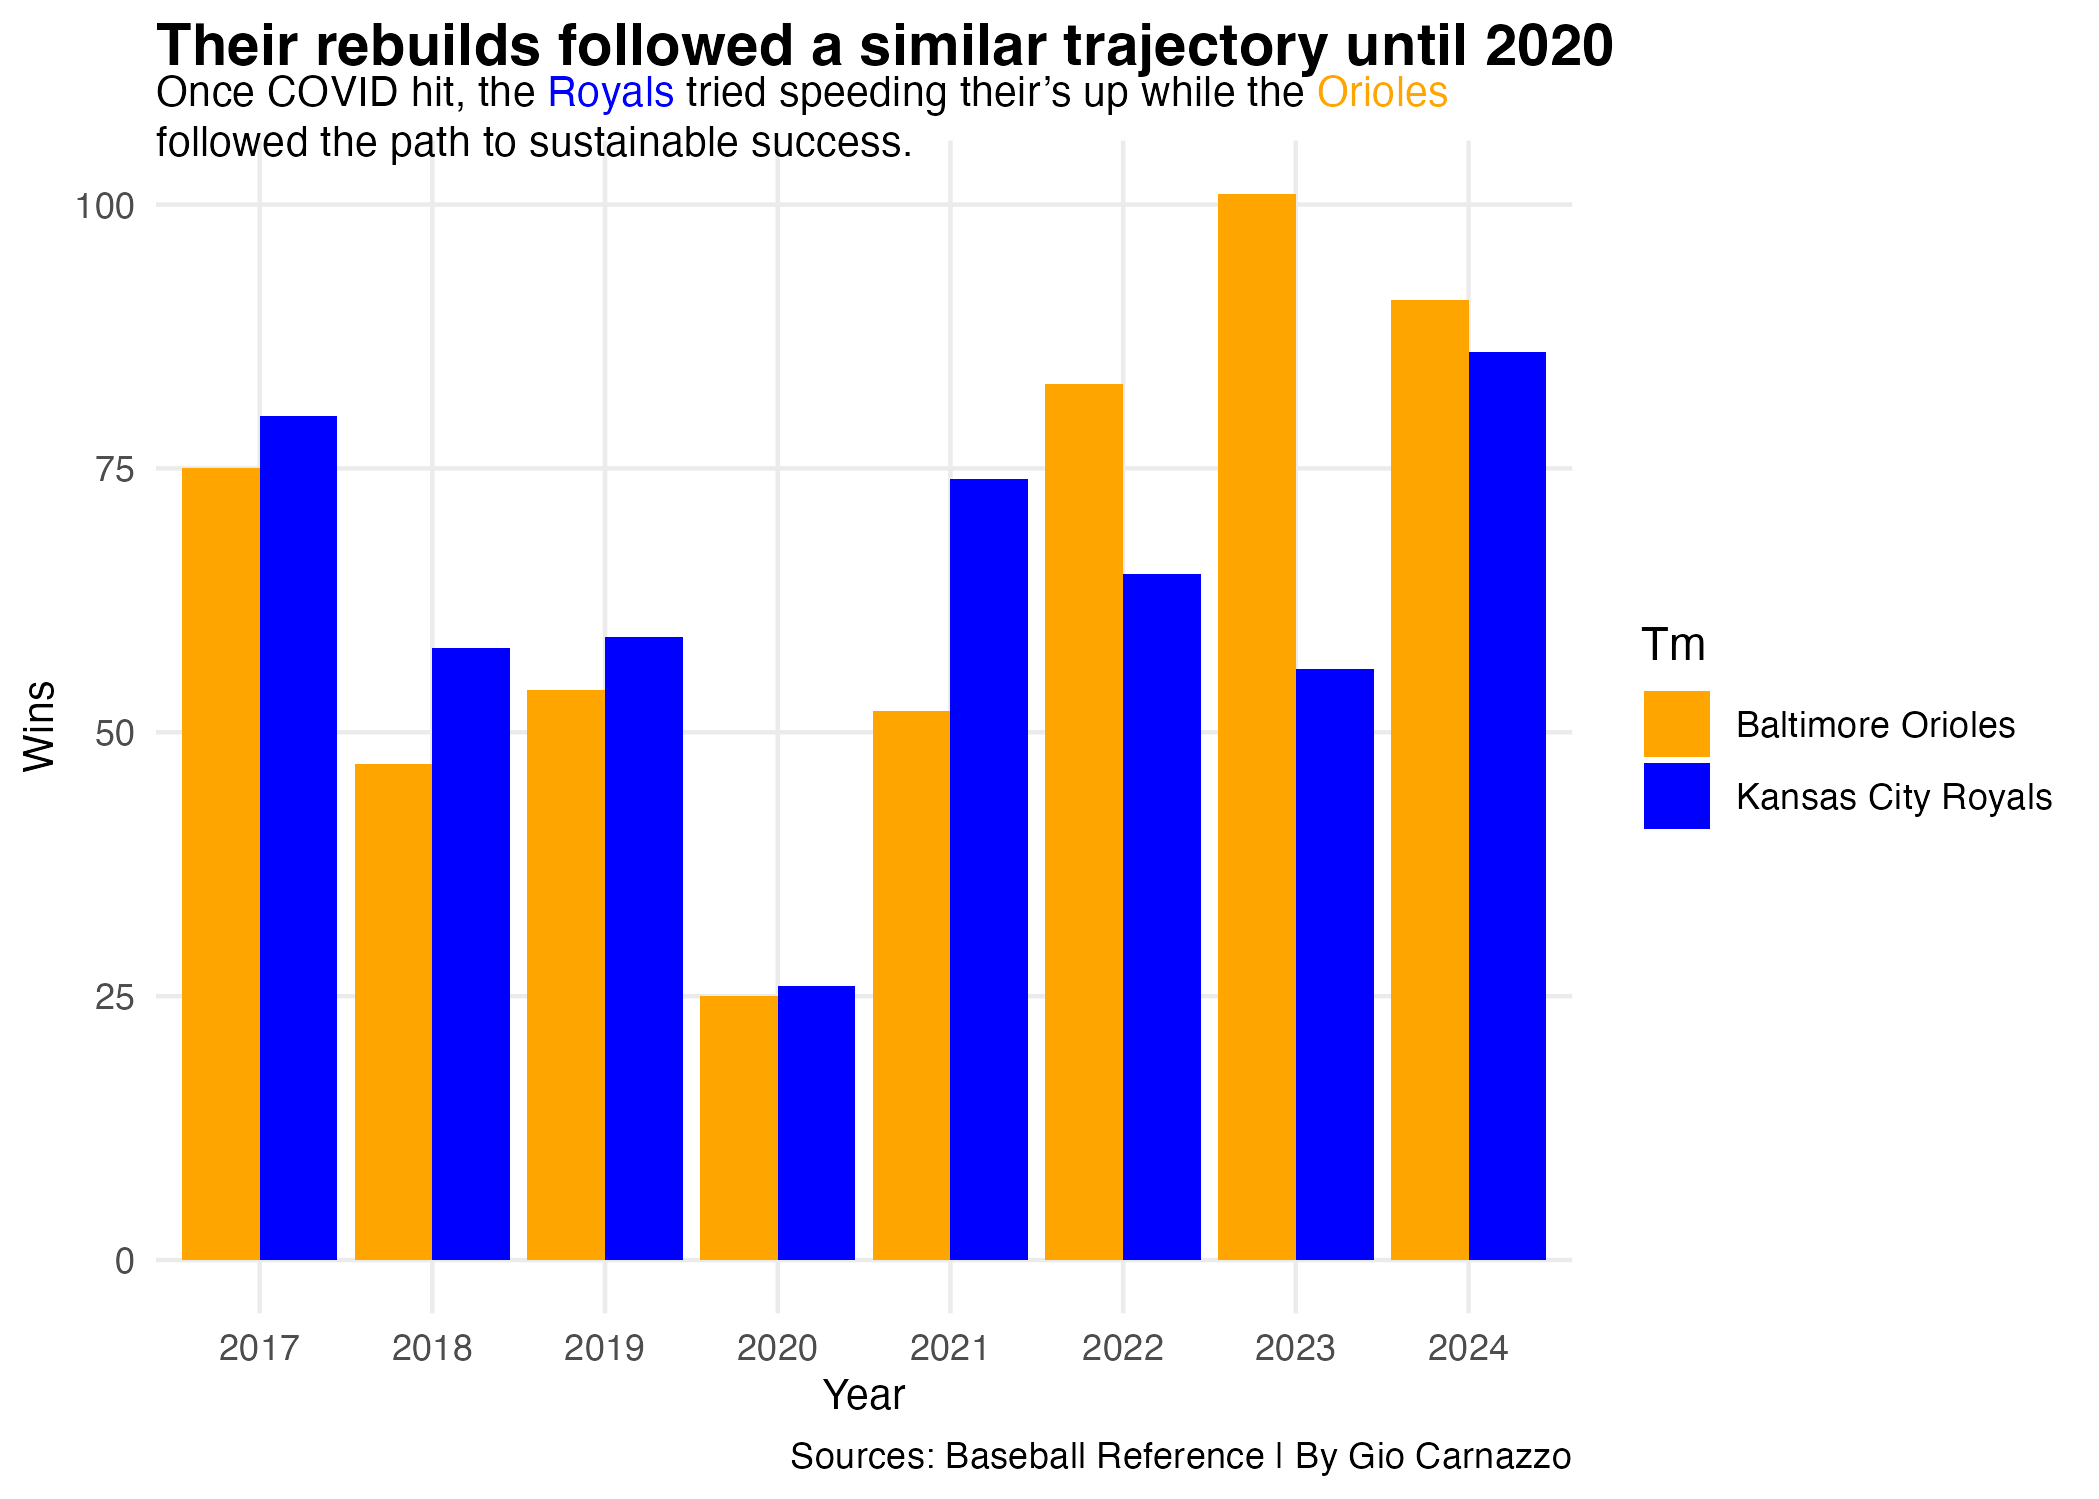 Their rebuilds followed a similar trajectory until 2020
Once COVID hit, the Royals tried speeding their’s up while the Orioles
followed the path to sustainable success.
100
75
50
25
0
Wins
2017 2018 2019 2020 2021 2022 2023 2024
Year
Tm
Baltimore Orioles
Kansas City Royals
Sources: Baseball Reference | By Gio Carnazzo